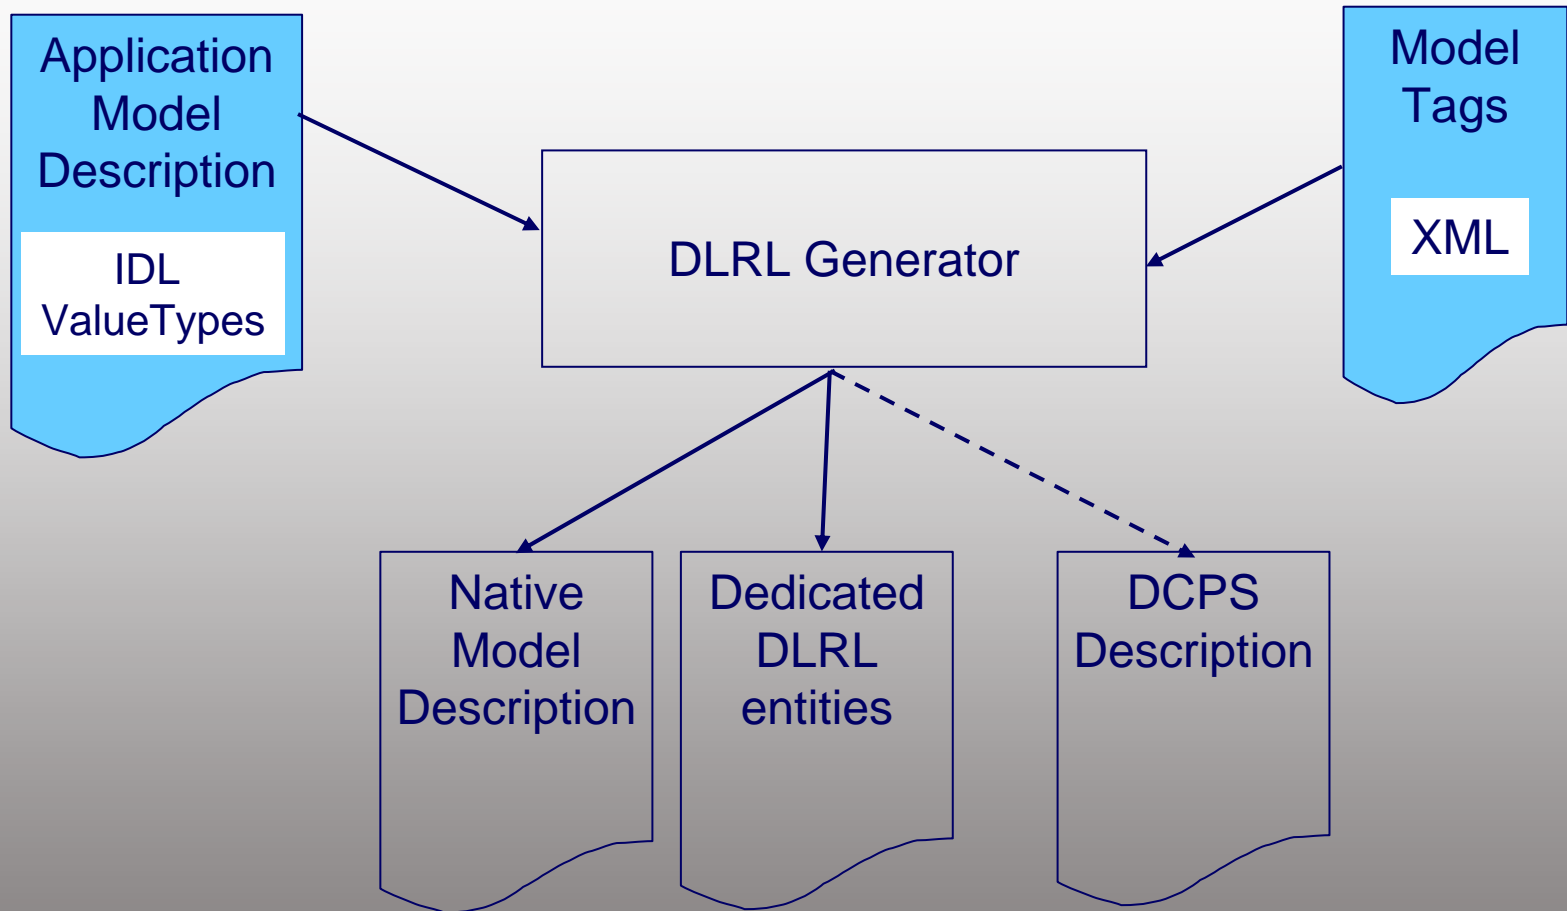 Application
Model
Description
IDL
ValueTypes
DLRL Generator
Model
Tags
XML
Native
Model
Description
Dedicated
DLRL
entities
DCPS
Description